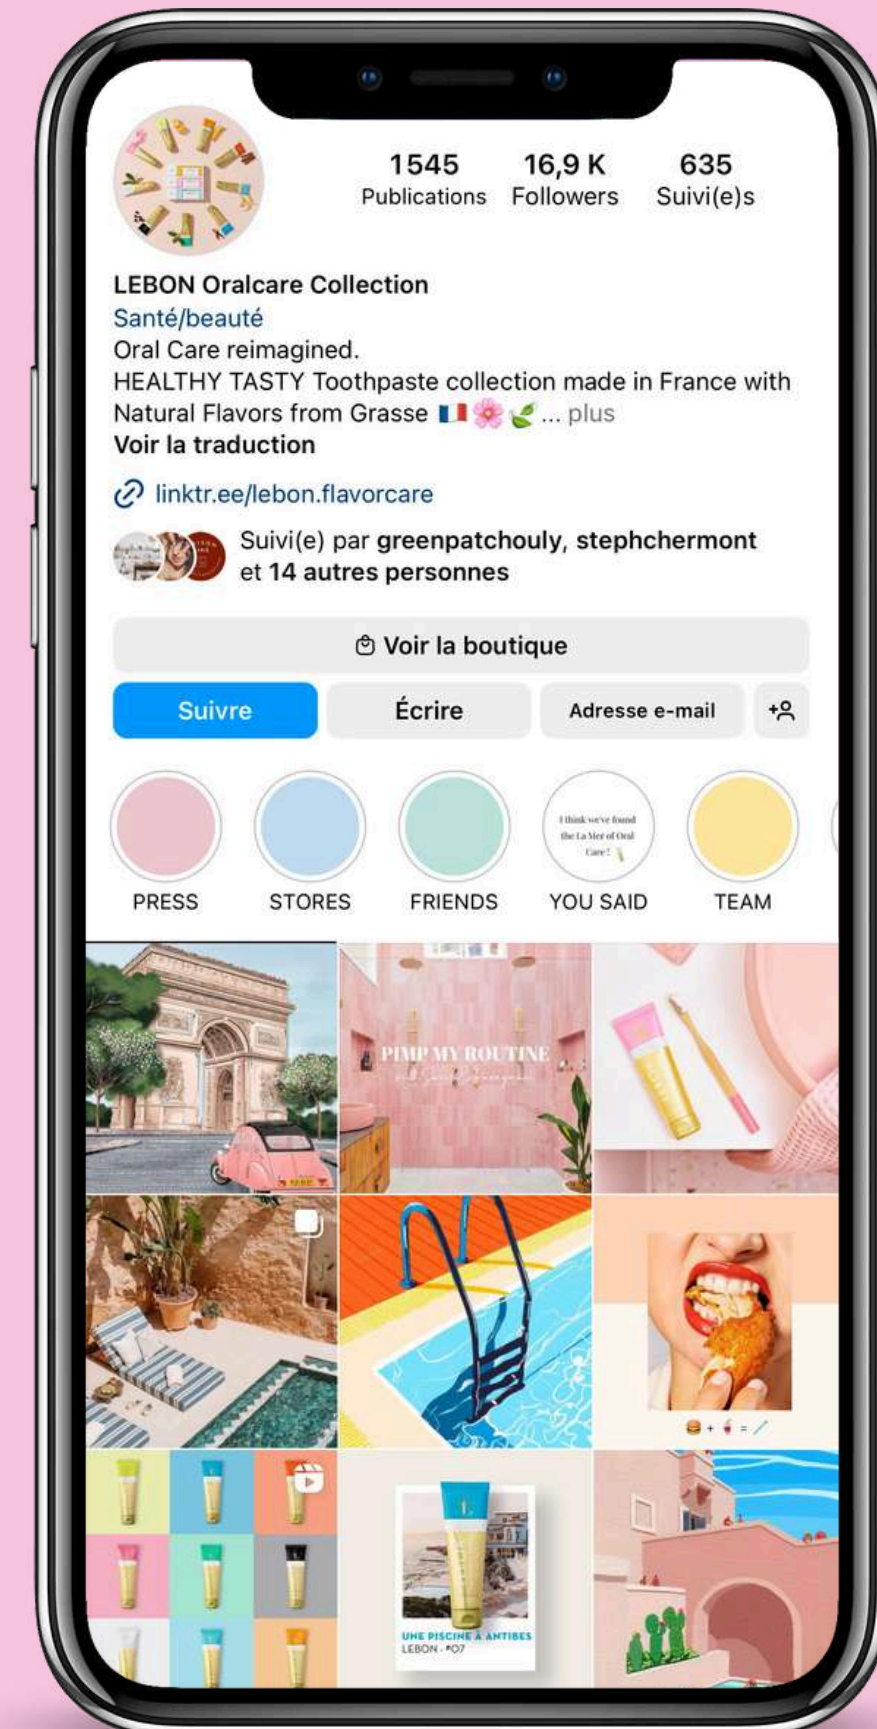 1545 16,9 K 635
Publications Followers Suivi(e)s
LEBON Oralcare Collection
Santé/beauté
Oral Care reimagined.
HEALTHY TASTY Toothpaste collection made in France with
Natural Flavors from Grasse 🇫🇷🌸🍃 ... plus
Voir la traduction
linktr.ee/lebon.flavorcare
Suivi(e) par greenpatchouly, stephchermont
et 14 autres personnes
Voir la boutique
Suivre Écrire Adresse e-mail
I think we've found
the La Mer of Oral
Care!
PRESS STORES FRIENDS YOU SAID TEAM
PIMP MY ROUTINE
🍔 + 🥤 = 🪥
UNE PISCINE À ANTIBES
LEBON - #07